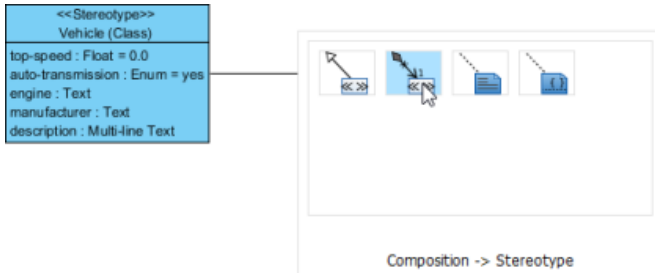 <<Stereotype>>
Vehicle (Class)
top-speed : Float = 0.0
auto-transmission : Enum = yes
engine : Text
manufacturer : Text
description : Multi-line Text
Composition -> Stereotype